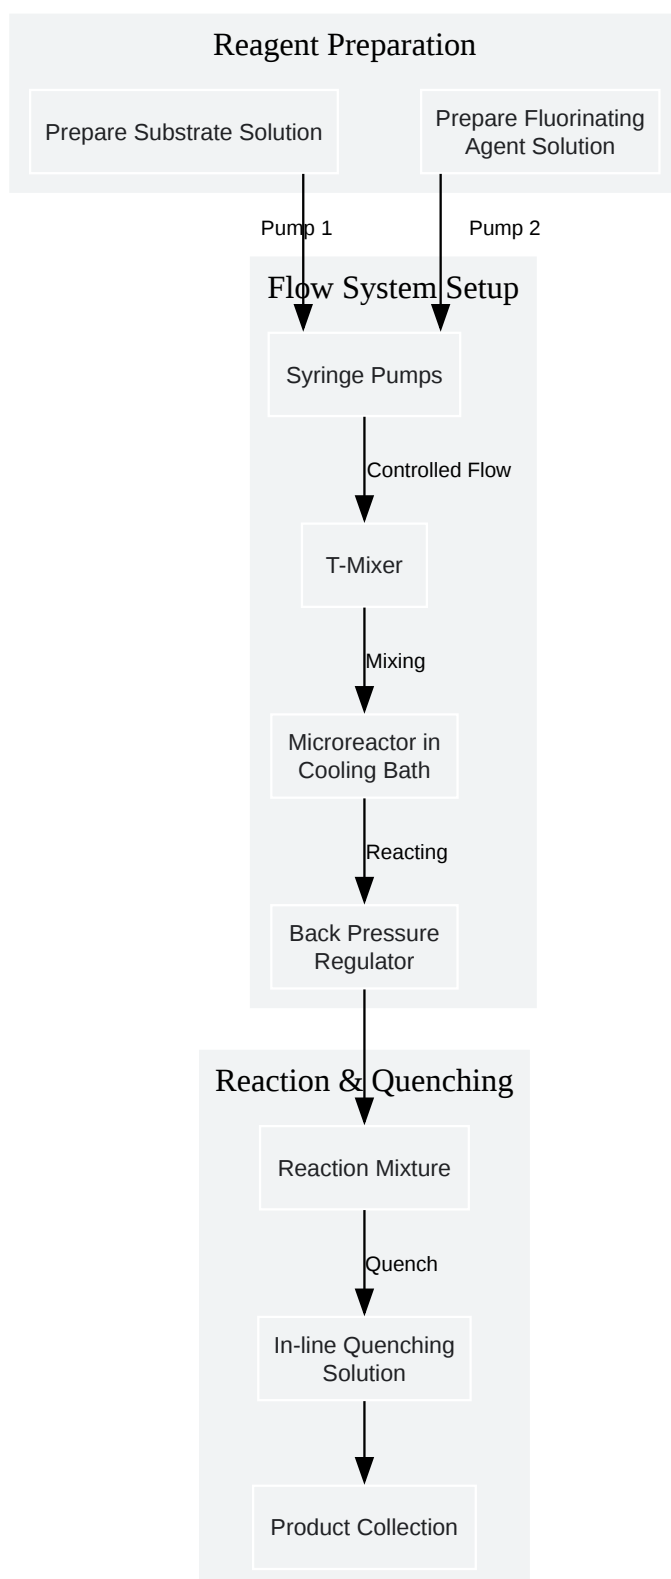 Reagent Preparation
Prepare Substrate Solution
Prepare Fluorinating
Agent Solution
Pump 1
Pump 2
Flow System Setup
Syringe Pumps
Controlled Flow
T-Mixer
Mixing
Microreactor in
Cooling Bath
Reacting
Back Pressure
Regulator
Reaction & Quenching
Reaction Mixture
Quench
In-line Quenching
Solution
Product Collection